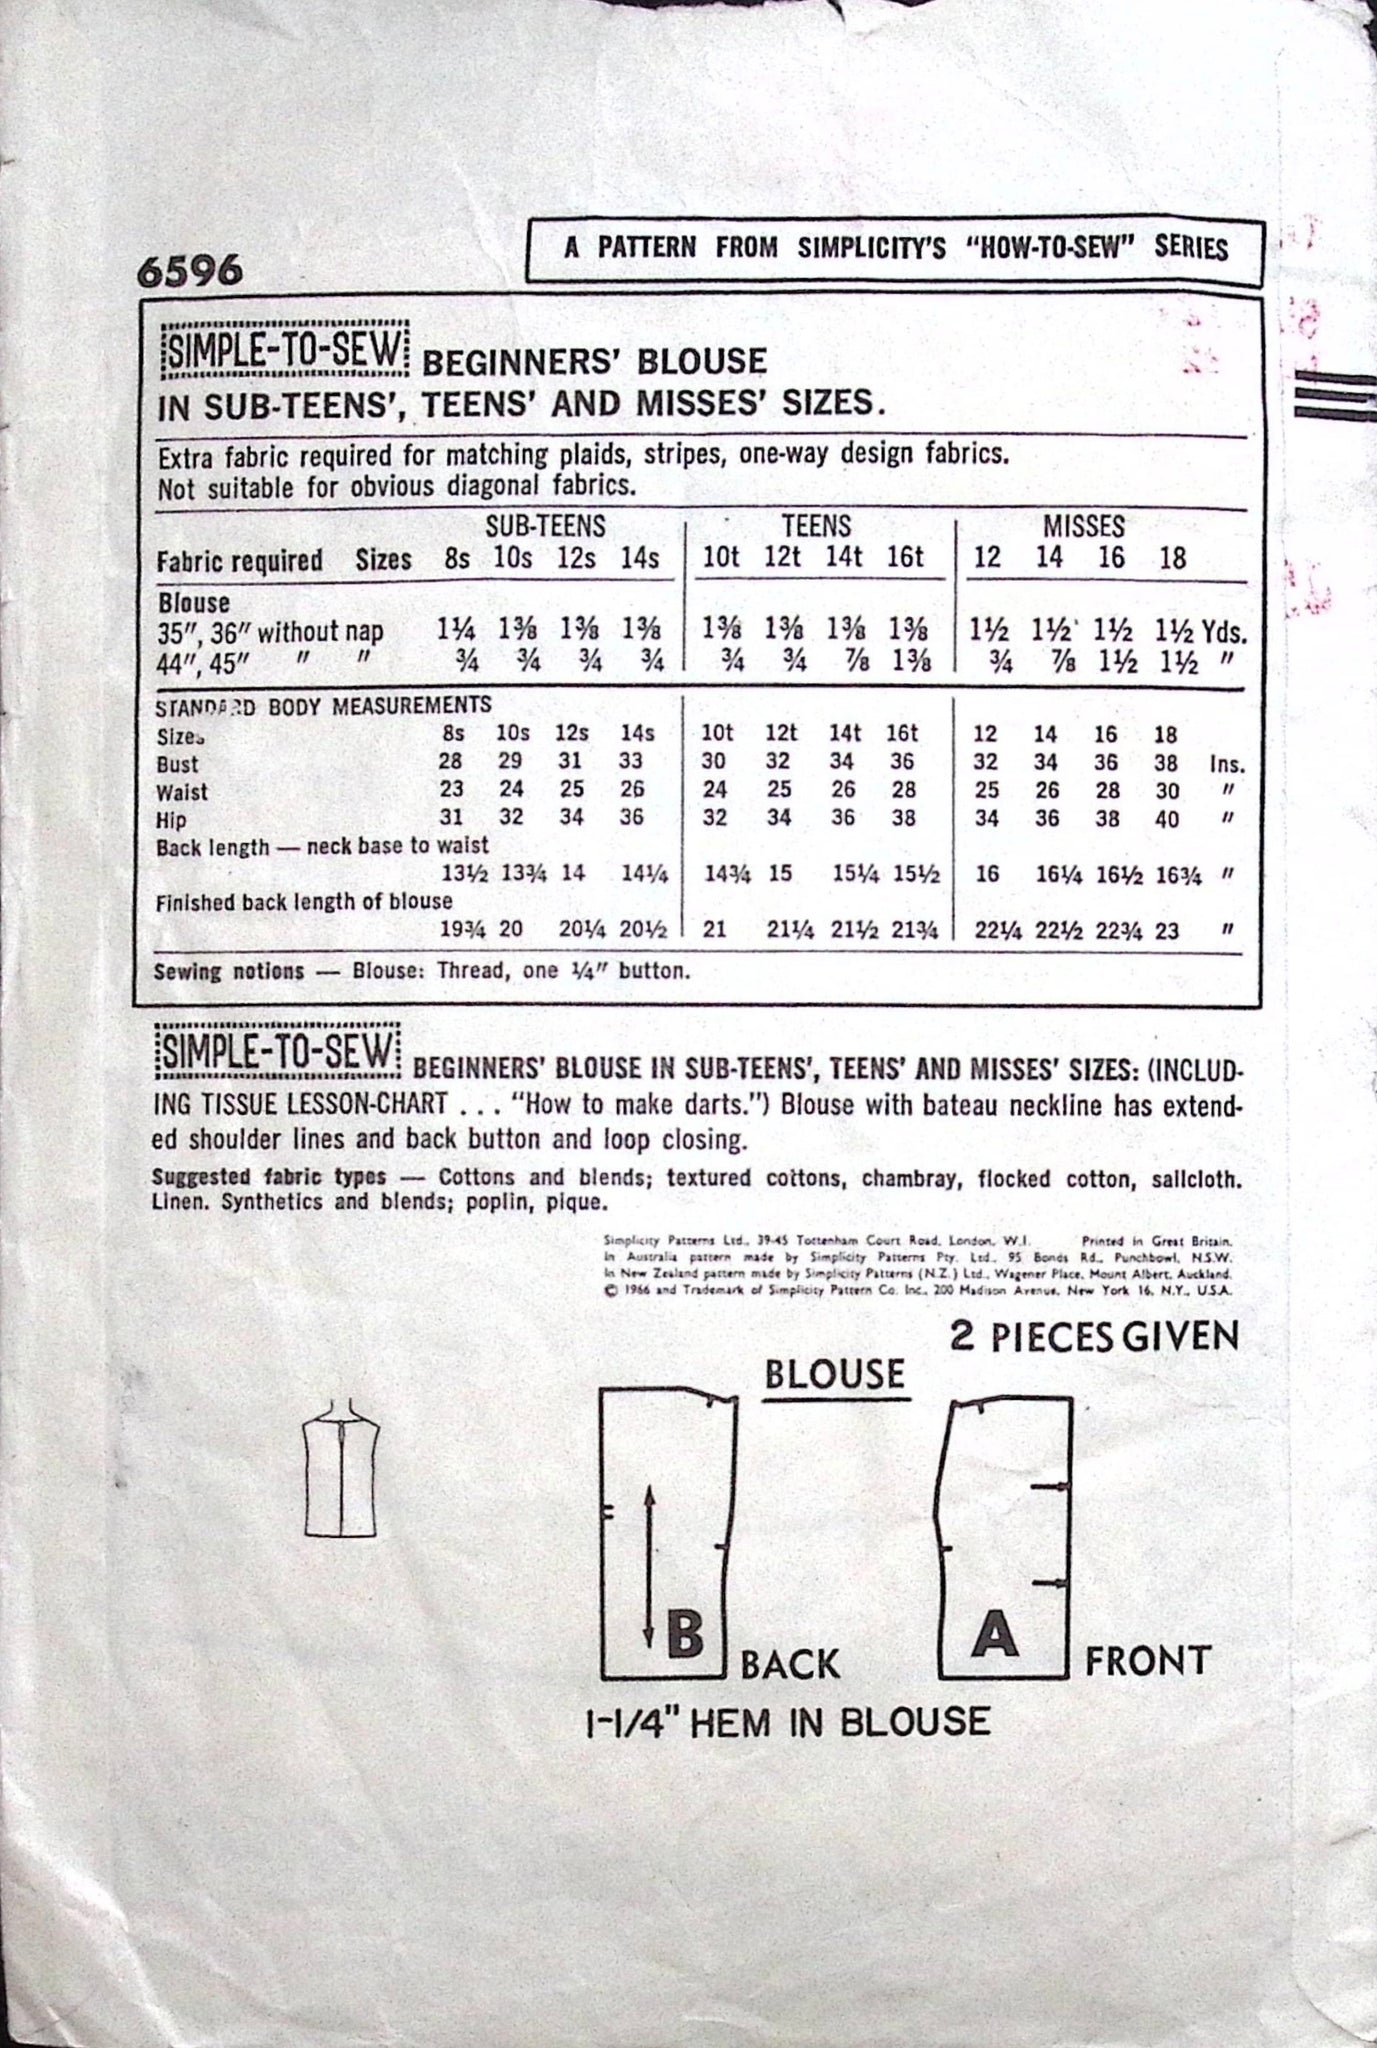 6596
A PATTERN FROM SIMPLICITY'S "HOW-TO-SEW" SERIES
SIMPLE-TO-SEW BEGINNERS' BLOUSE
IN SUB-TEENS', TEENS' AND MISSES' SIZES.
Extra fabric required for matching plaids, stripes, one-way design fabrics.
Not suitable for obvious diagonal fabrics.
SUB-TEENS TEENS MISSES
Fabric required Sizes 8s 10s 12s 14s 10t 12t 14t 16t 12 14 16 18
Blouse
35", 36" without nap 1¼ 1⅜ 1⅜ 1⅜ 1⅜ 1⅜ 1⅜ 1⅜ 1½ 1½ 1½ 1½ Yds.
44", 45" " " ¾ ¾ ¾ ¾ ¾ ¾ ⅞ 1⅜ ¾ ⅞ 1½ 1½ "
STANDARD BODY MEASUREMENTS
Sizes 8s 10s 12s 14s 10t 12t 14t 16t 12 14 16 18
Bust 28 29 31 33 30 32 34 36 32 34 36 38 Ins.
Waist 23 24 25 26 24 25 26 28 25 26 28 30 "
Hip 31 32 34 36 32 34 36 38 34 36 38 40 "
Back length — neck base to waist
13½ 13¾ 14 14¼ 14¾ 15 15¼ 15½ 16 16¼ 16½ 16¾ "
Finished back length of blouse
19¾ 20 20¼ 20½ 21 21¼ 21½ 21¾ 22¼ 22½ 22¾ 23 "
Sewing notions — Blouse: Thread, one ¼" button.
SIMPLE-TO-SEW BEGINNERS' BLOUSE IN SUB-TEENS', TEENS' AND MISSES' SIZES: (INCLUD-
ING TISSUE LESSON-CHART . . . "How to make darts.") Blouse with bateau neckline has extend-
ed shoulder lines and back button and loop closing.
Suggested fabric types — Cottons and blends; textured cottons, chambray, flocked cotton, sailcloth.
Linen. Synthetics and blends; poplin, pique.
Simplicity Patterns Ltd., 39-45 Tottenham Court Road, London, W.1. Printed in Great Britain.
In Australia pattern made by Simplicity Patterns Pty. Ltd., 95 Bonds Rd., Punchbowl, N.S.W.
In New Zealand pattern made by Simplicity Patterns (N.Z.) Ltd., Wagener Place, Mount Albert, Auckland.
© 1966 and Trademark of Simplicity Pattern Co. Inc., 200 Madison Avenue, New York 16, N.Y., U.S.A.
2 PIECES GIVEN
BLOUSE
B BACK
A FRONT
1-1/4" HEM IN BLOUSE